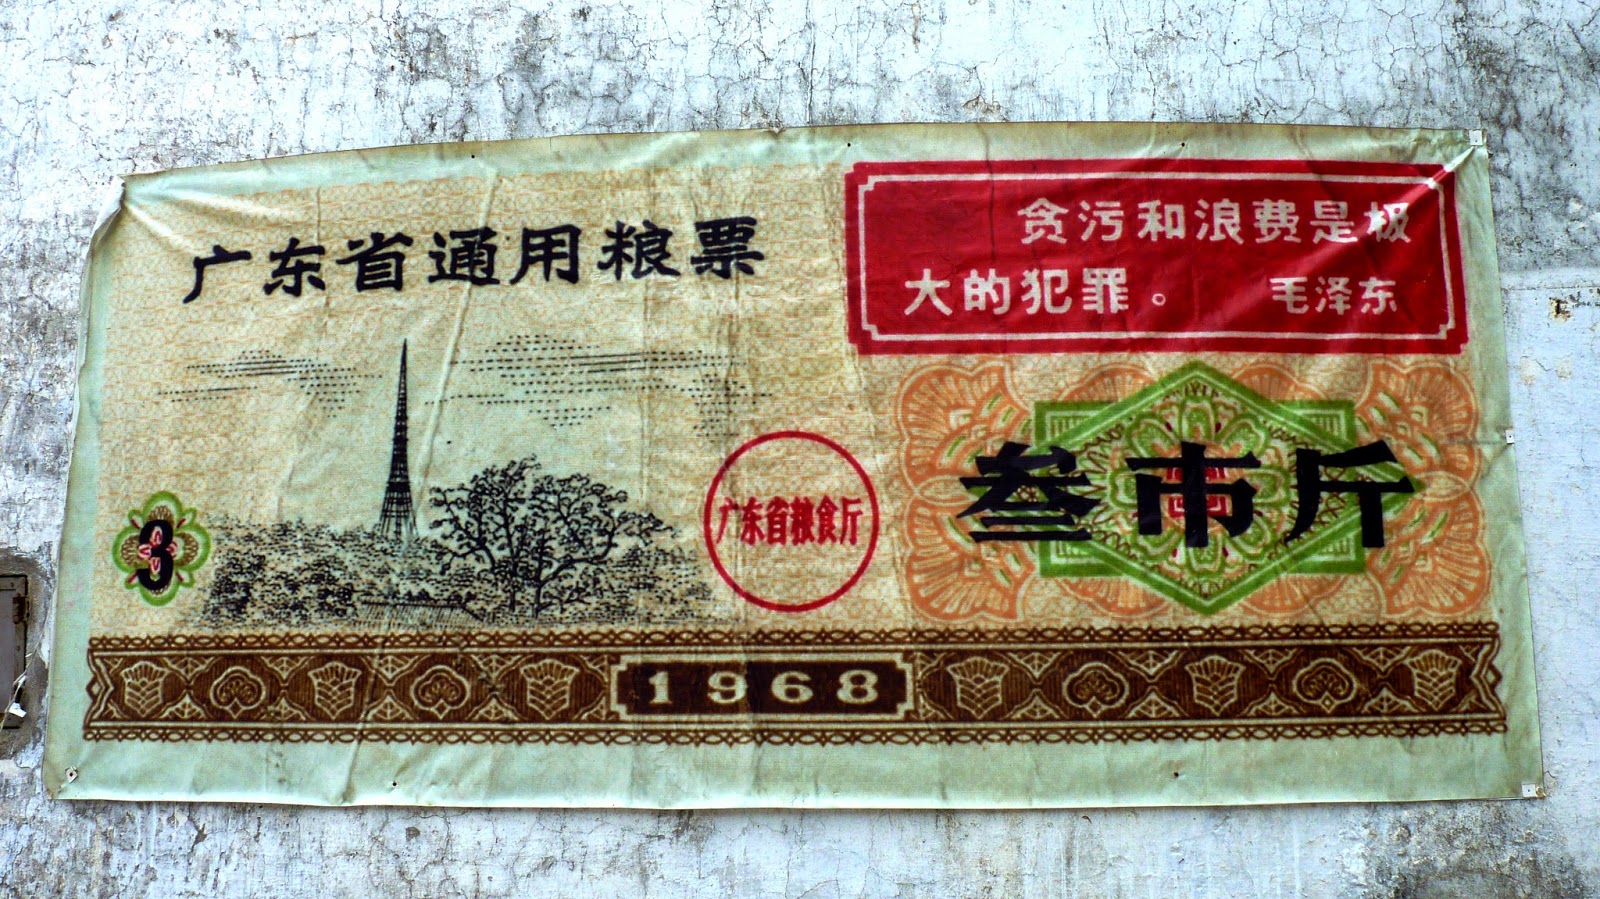 广东省通用粮票
贪污和浪费是极
大的犯罪。 毛泽东
3
广东省粮食厅
叁市斤
1968